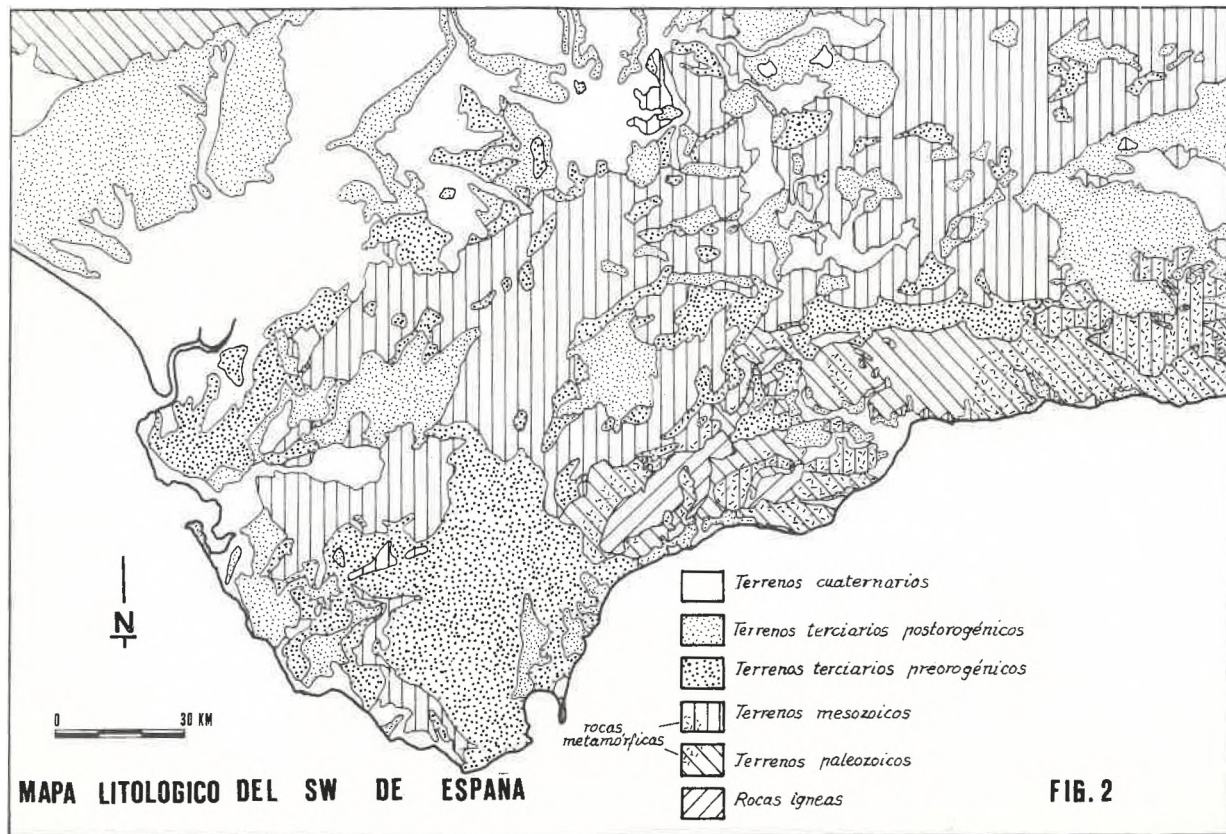 Terrenos cuaternarios
Terrenos terciarios postorogénicos
Terrenos terciarios preorogénicos
Terrenos mesozoicos
rocas
metamórficas
Terrenos paleozoicos
Rocas ígneas
N
0 30 KM
MAPA LITOLOGICO DEL SW DE ESPAÑA
FIG. 2